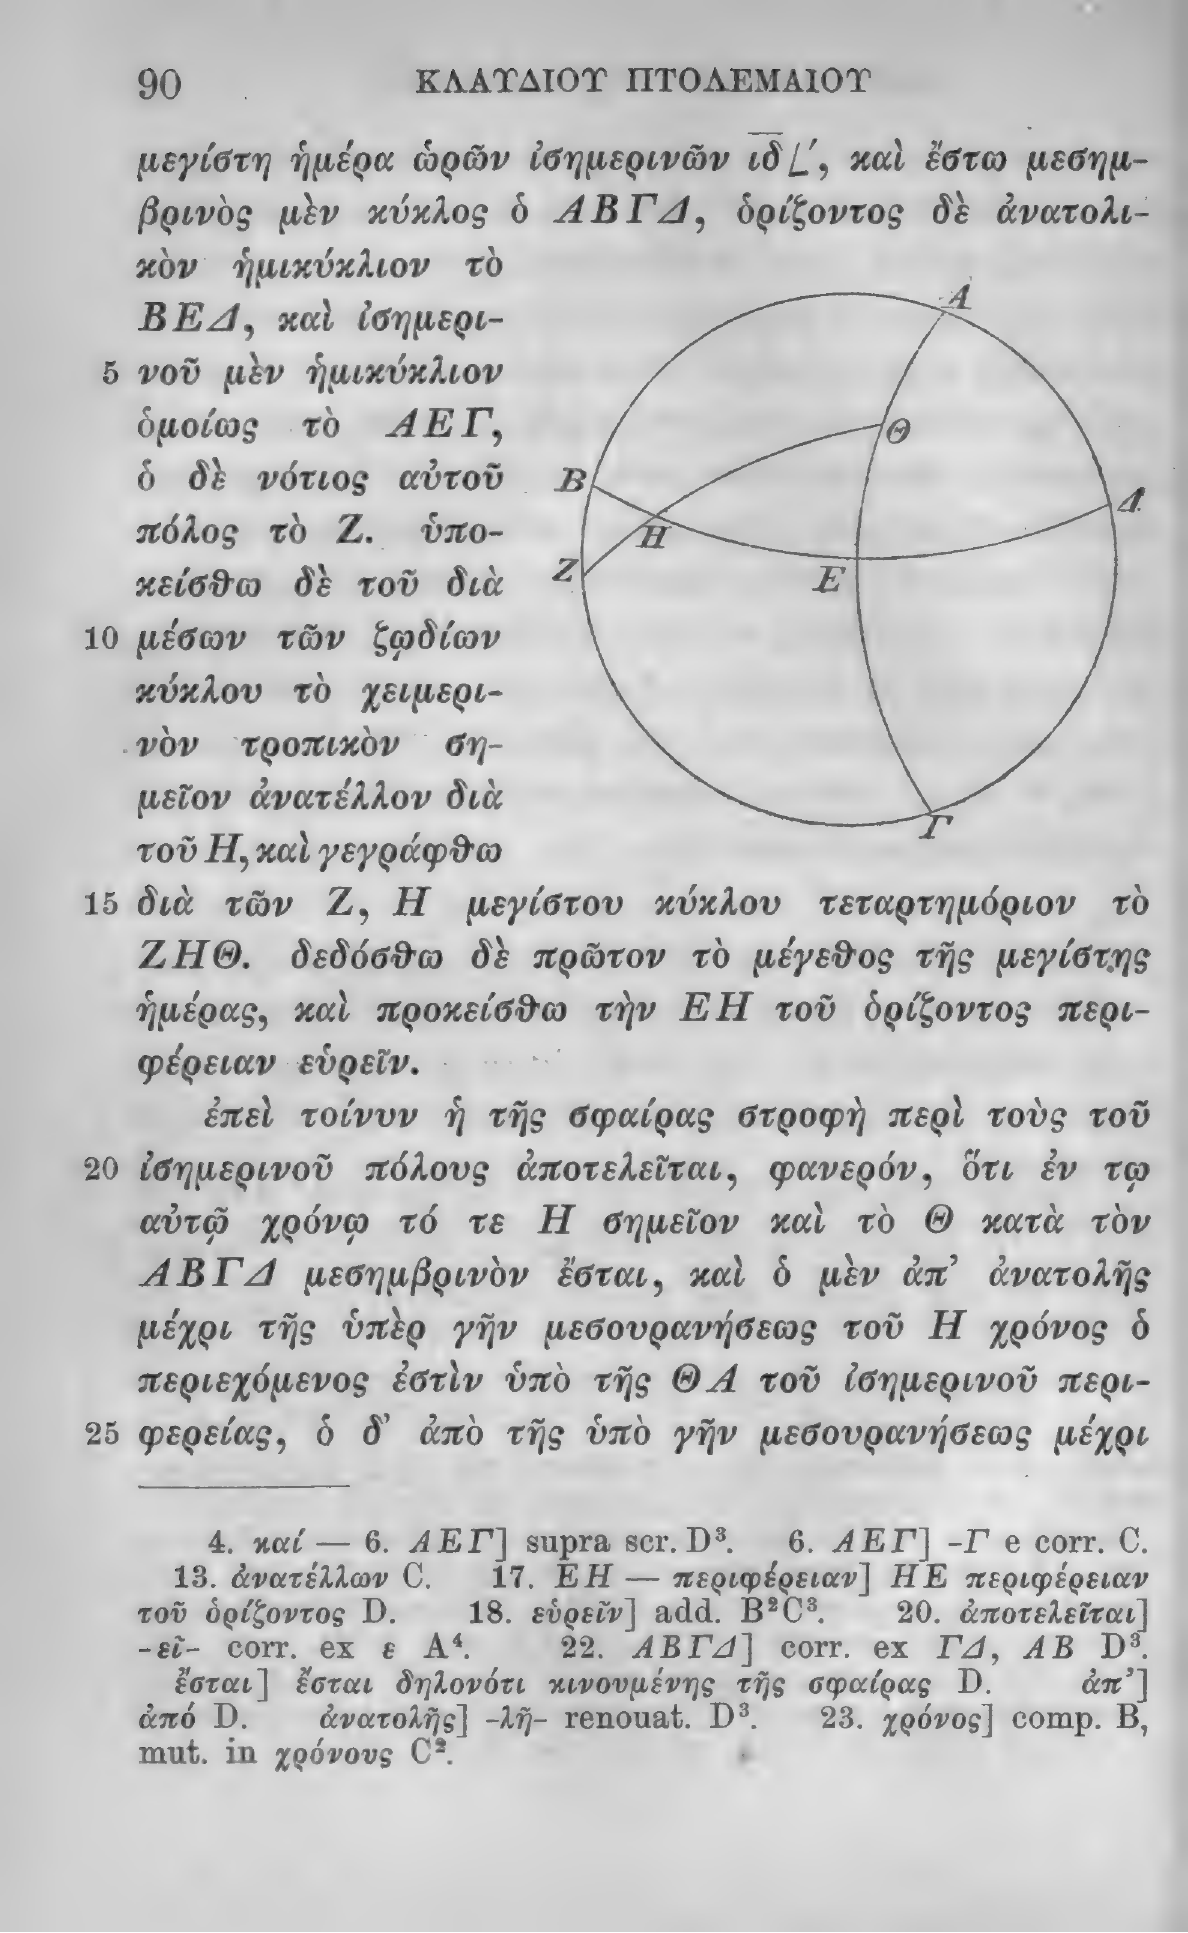 90 ΚΛΑΥΔΙΟΥ ΠΤΟΛΕΜΑΙΟΥ
μεγίστη ἡμέρα ὡρῶν ἰσημερινῶν ιδ∠ʹ, καὶ ἔστω μεσημ-
βρινὸς μὲν κύκλος ὁ ΑΒΓΔ, ὁρίζοντος δὲ ἀνατολι-
κὸν ἡμικύκλιον τὸ
ΒΕΔ, καὶ ἰσημερι-
5 νοῦ μὲν ἡμικύκλιον
ὁμοίως τὸ ΑΕΓ,
ὁ δὲ νότιος αὐτοῦ
πόλος τὸ Ζ. ὑπο-
κείσθω δὲ τοῦ διὰ
10 μέσων τῶν ζῳδίων
κύκλου τὸ χειμερι-
νὸν τροπικὸν ση-
μεῖον ἀνατέλλον διὰ
τοῦ Η, καὶ γεγράφθω
Α
Θ
Β
Δ
Η
Ζ
Ε
Γ
15 διὰ τῶν Ζ, Η μεγίστου κύκλου τεταρτημόριον τὸ
ΖΗΘ. δεδόσθω δὲ πρῶτον τὸ μέγεθος τῆς μεγίστης
ἡμέρας, καὶ προκείσθω τὴν ΕΗ τοῦ ὁρίζοντος περι-
φέρειαν εὑρεῖν.
ἐπεὶ τοίνυν ἡ τῆς σφαίρας στροφὴ περὶ τοὺς τοῦ
20 ἰσημερινοῦ πόλους ἀποτελεῖται, φανερόν, ὅτι ἐν τῳ
αὐτῷ χρόνῳ τό τε Η σημεῖον καὶ τὸ Θ κατὰ τὸν
ΑΒΓΔ μεσημβρινὸν ἔσται, καὶ ὁ μὲν ἀπ’ ἀνατολῆς
μέχρι τῆς ὑπὲρ γῆν μεσουρανήσεως τοῦ Η χρόνος ὁ
περιεχόμενος ἐστὶν ὑπὸ τῆς ΘΑ τοῦ ἰσημερινοῦ περι-
25 φερείας, ὁ δ’ ἀπὸ τῆς ὑπὸ γῆν μεσουρανήσεως μέχρι
4. καί — 6. ΑΕΓ] supra scr. D³. 6. ΑΕΓ] -Γ e corr. C.
13. ἀνατέλλων C. 17. ΕΗ — περιφέρειαν] ΗΕ περιφέρειαν
τοῦ ὁρίζοντος D. 18. εὑρεῖν] add. B²C³. 20. ἀποτελεῖται]
-εῖ- corr. ex ε A⁴. 22. ΑΒΓΔ] corr. ex ΓΔ, ΑΒ D³.
ἔσται] ἔσται δηλονότι κινουμένης τῆς σφαίρας D. ἀπ’]
ἀπό D. ἀνατολῆς] -λῆ- renouat. D³. 23. χρόνος] comp. B,
mut. in χρόνους C².